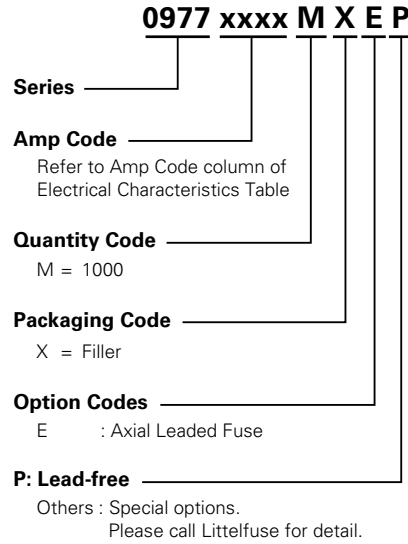 0977 xxxx M X E P
Series
Amp Code
Refer to Amp Code column of
Electrical Characteristics Table
Quantity Code
M = 1000
Packaging Code
X = Filler
Option Codes
E : Axial Leaded Fuse
P: Lead-free
Others : Special options.
Please call Littelfuse for detail.